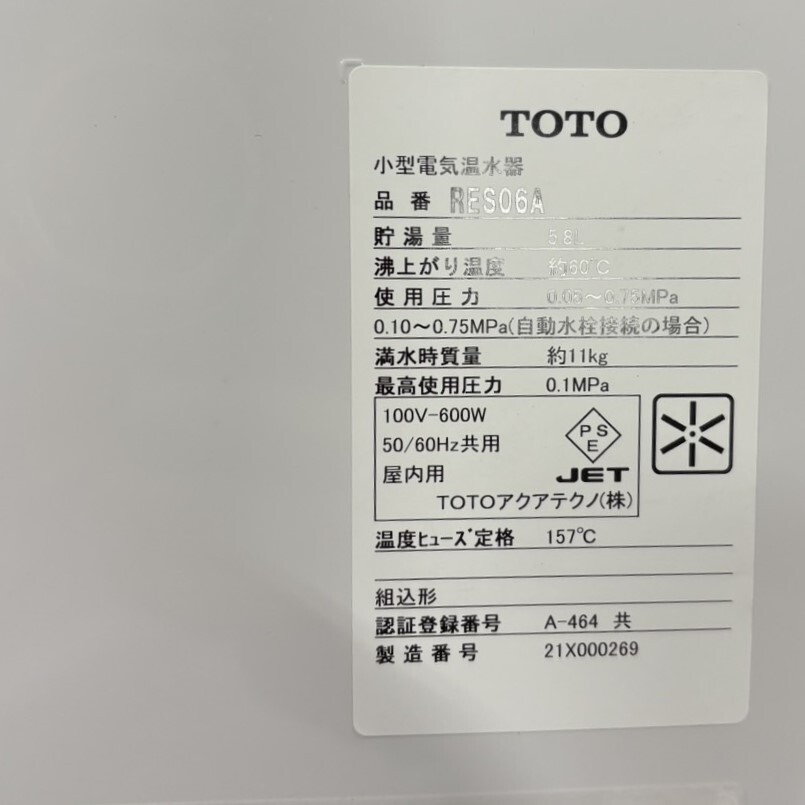 TOTO
小型電気温水器
品番 RES06A
貯湯量 5.8L
沸上がり温度 約60℃
使用圧力 0.05～0.75MPa
0.10～0.75MPa(自動水栓接続の場合)
満水時質量 約11kg
最高使用圧力 0.1MPa
100V-600W
50/60Hz共用
屋内用
PSE
JET
TOTOアクアテクノ(株)
温度ヒューズ定格 157℃
組込形
認証登録番号 A-464 共
製造番号 21X000269